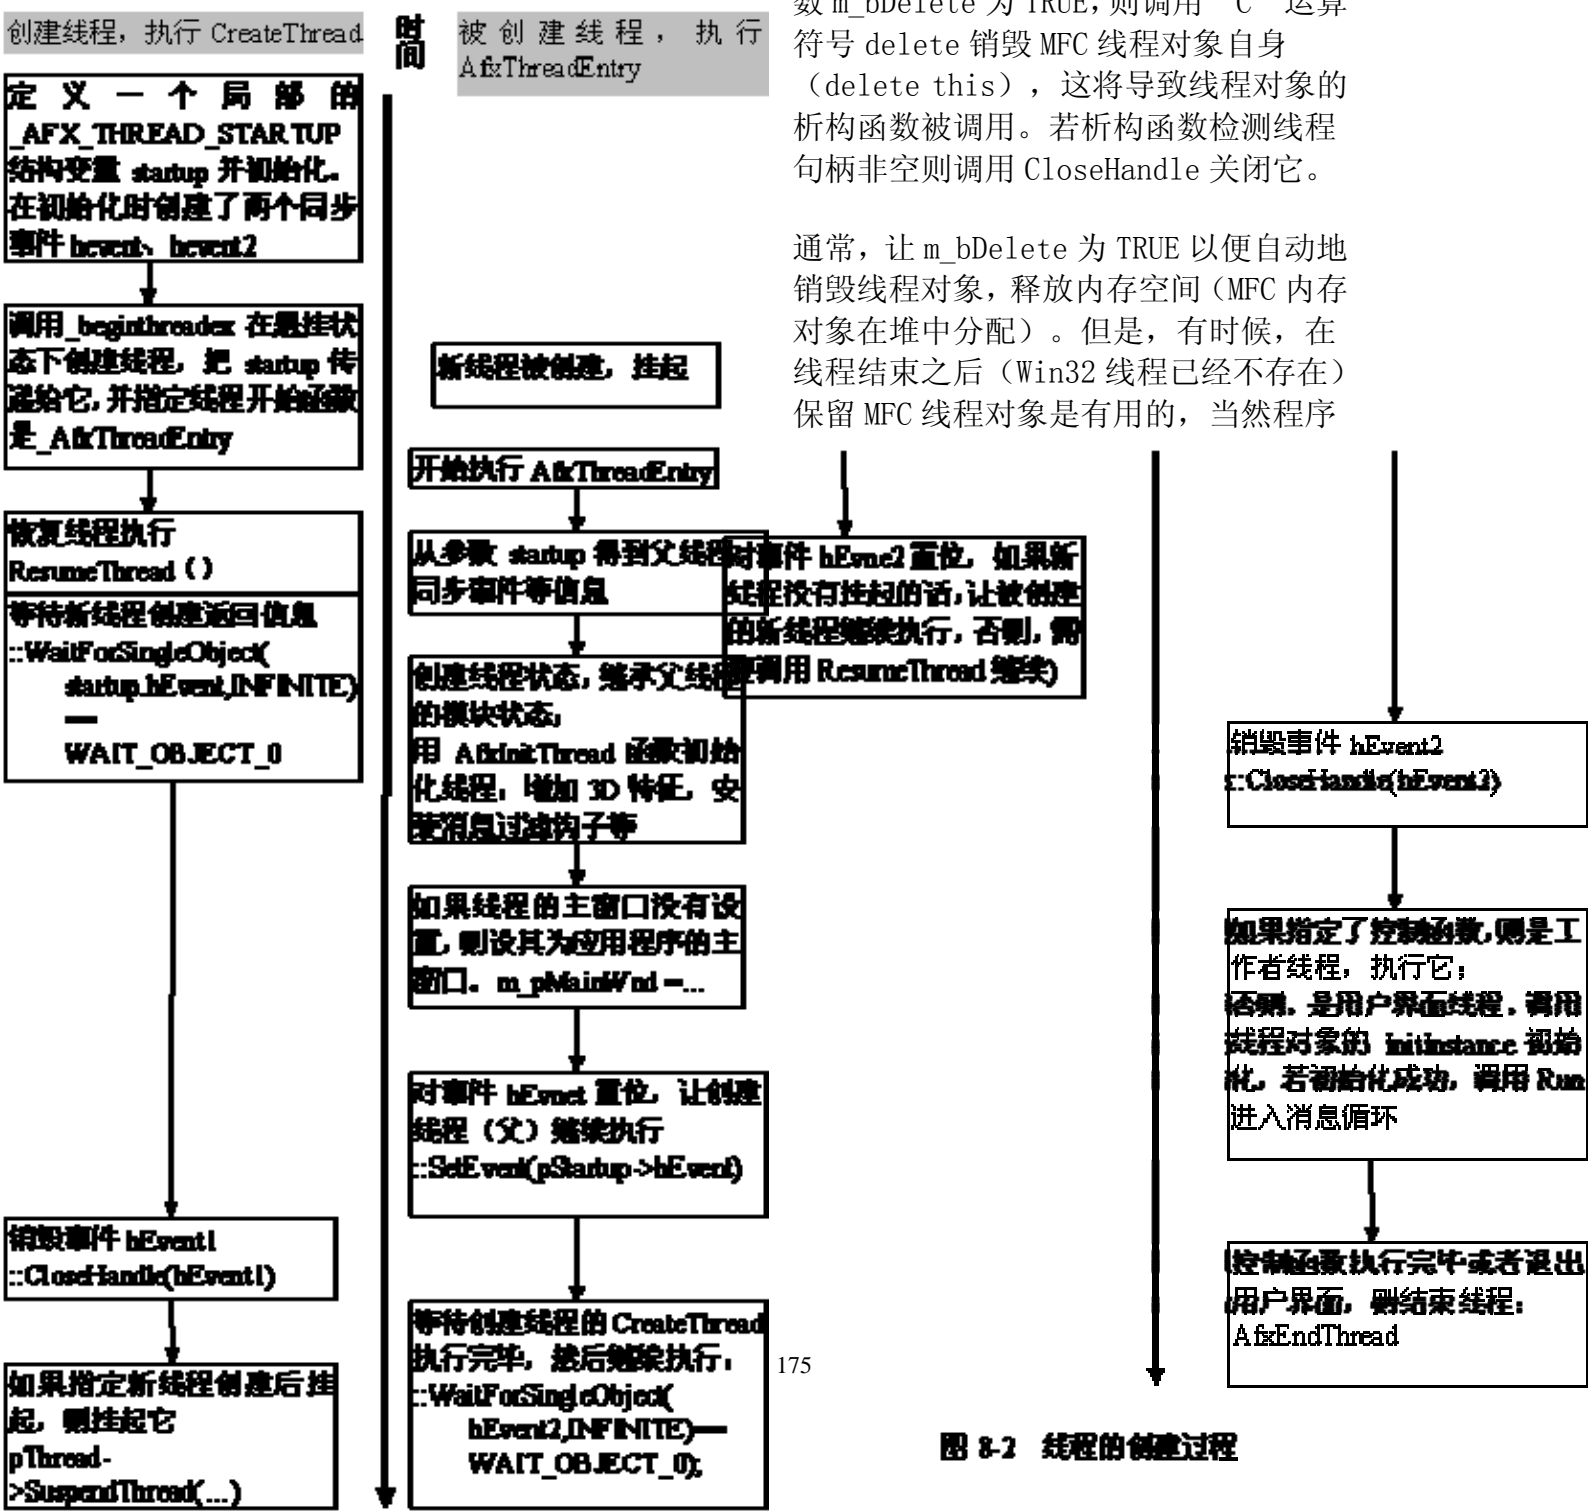 创建线程，执行 CreateThread
定义一个局部的
_AFX_THREAD_STARTUP
结构变量 startup 并初始化。
在初始化时创建了两个同步
事件 hevent、hevent2
调用_beginthreadex 在悬挂状
态下创建线程，把 startup 传
递给它,并指定线程开始函数
是_AfxThreadEntry
恢复线程执行
ResumeThread（）
等待新线程创建返回信息
::WaitForSingleObject(
startup.hEvent,INFINITE)
==
WAIT_OBJECT_0
销毁事件 hEvent1
::CloseHandle(hEvent1)
如果指定新线程创建后挂
起，则挂起它
pThread-
>SuspendThread(…)
时
间
被创建线程，执行
AfxThreadEntry
新线程被创建，挂起
开始执行 AfxThreadEntry
从参数 startup 得到父线程
同步事件等信息
创建线程状态，继承父线程
的模块状态；
用 AfxInitThread 函数初始
化线程，增加 3D 特征，安
装消息过滤钩子等
如果线程的主窗口没有设
置,则设其为应用程序的主
窗口。m_pMainWnd =…
对事件 hEvnet 置位，让创建
线程（父）继续执行
::SetEvent(pStartup->hEvent)
等待创建线程的 CreateThread
执行完毕，然后继续执行；
::WaitForSingleObject(
hEvent2,INFINITE)==
WAIT_OBJECT_0);
数 m_bDelete 为 TRUE，则调用 “C” 运算
符号 delete 销毁 MFC 线程对象自身
（delete this），这将导致线程对象的
析构函数被调用。若析构函数检测线程
句柄非空则调用 CloseHandle 关闭它。
通常，让 m_bDelete 为 TRUE 以便自动地
销毁线程对象，释放内存空间（MFC 内存
对象在堆中分配）。但是，有时候，在
线程结束之后（Win32 线程已经不存在）
保留 MFC 线程对象是有用的，当然程序
对事件 hEvne2 置位，如果新
线程没有挂起的话,让被创建
的新线程继续执行，否则，需
要调用 ResumeThread 继续)
销毁事件 hEvent2
::CloseHandle(hEvent2)
如果指定了控制函数,则是工
作者线程，执行它；
否则，是用户界面线程，调用
线程对象的 InitInstance 初始
化，若初始化成功，调用 Run
进入消息循环
控制函数执行完毕或者退出
用户界面，则结束线程：
AfxEndThread
175
图 8-2 线程的创建过程